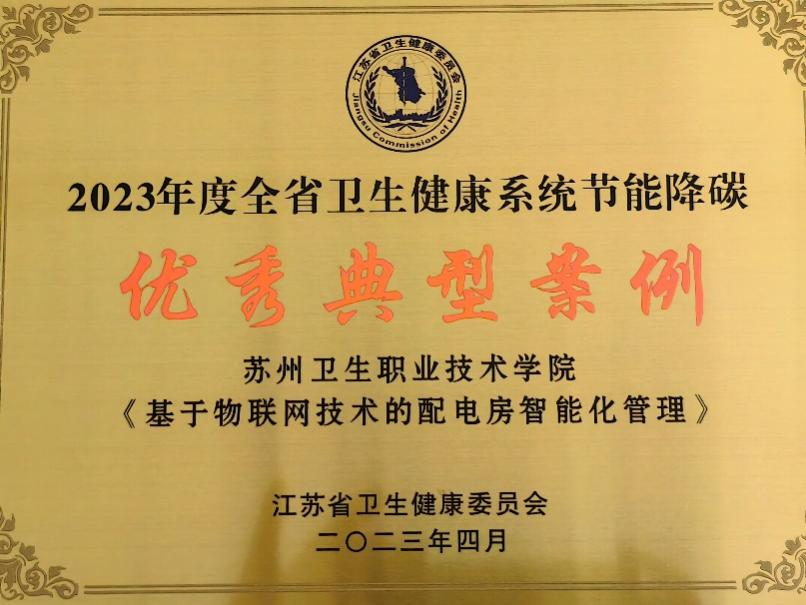 江苏省卫生健康委员会
Jiangsu Commission of Health
2023年度全省卫生健康系统节能降碳
优秀典型案例
苏州卫生职业技术学院
《基于物联网技术的配电房智能化管理》
江苏省卫生健康委员会
二〇二三年四月